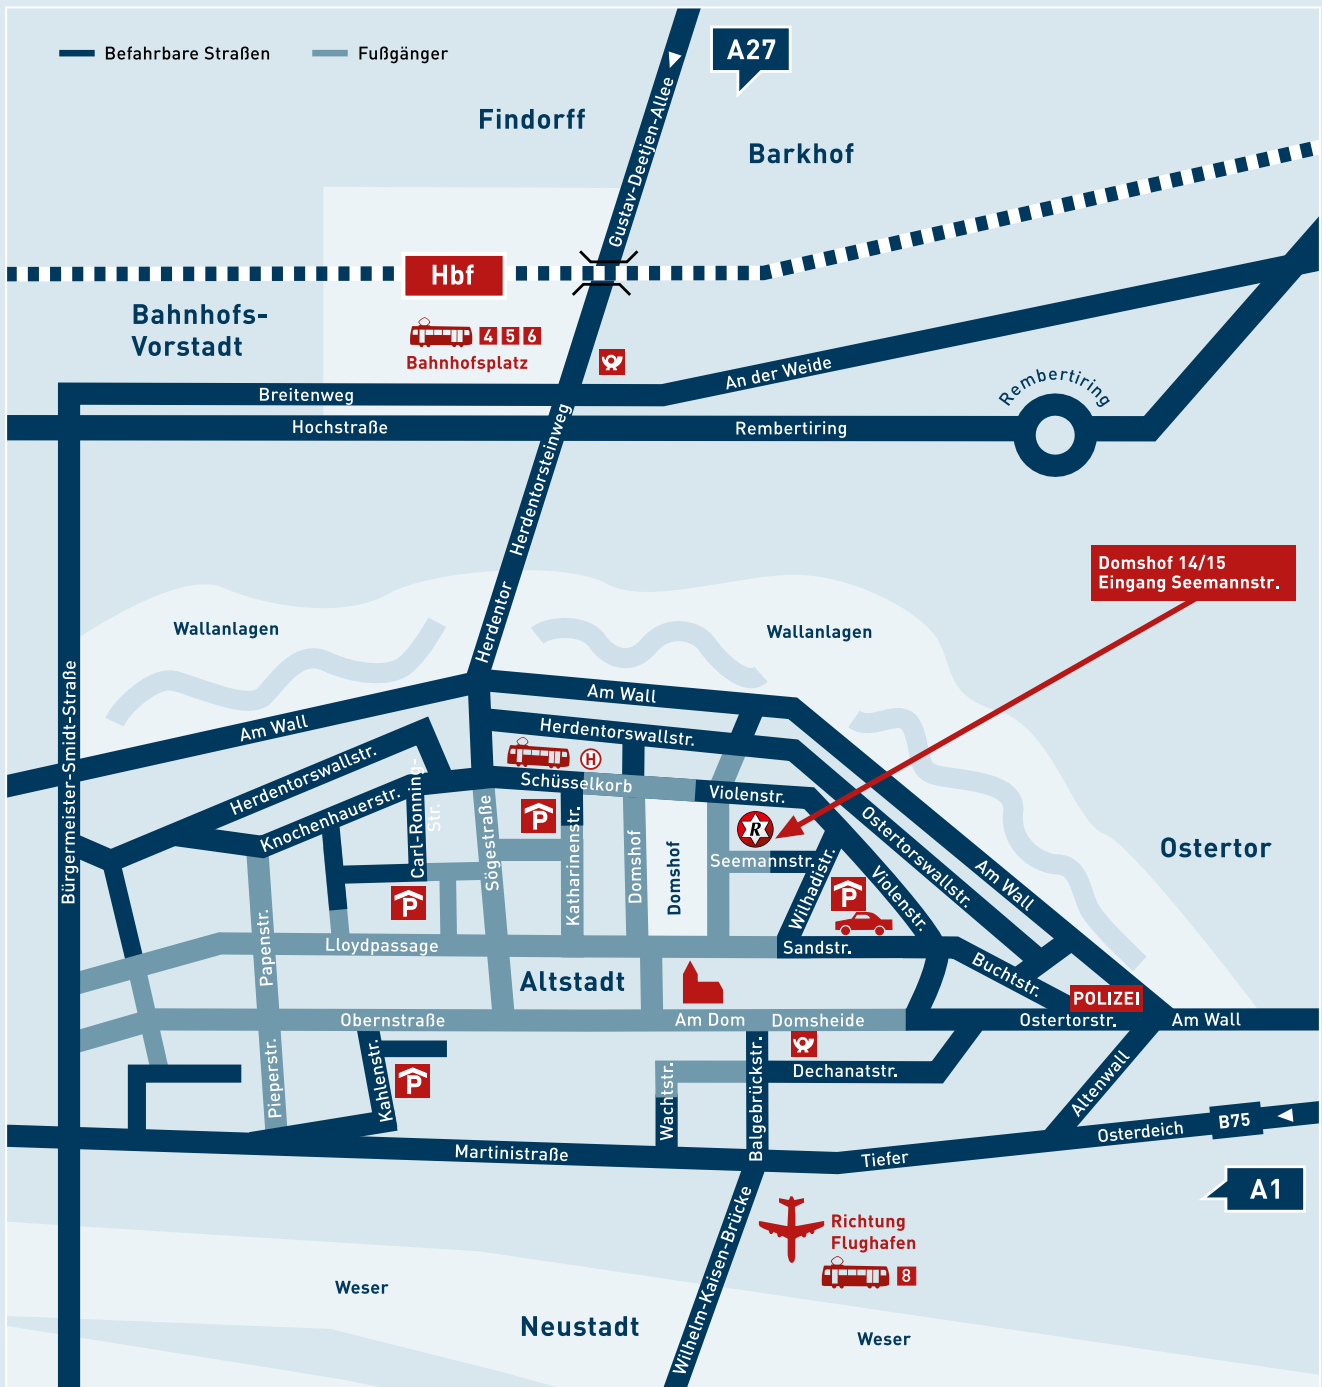 Befahrbare Straßen
Fußgänger
A27
Gustav-Deetjen-Allee
Findorff
Barkhof
Hbf
Bahnhofs-
Vorstadt
4 5 6
Bahnhofsplatz
An der Weide
Rembertiring
Breitenweg
Hochstraße
Rembertiring
Herdentorsteinweg
Domshof 14/15
Eingang Seemannstr.
Herdentor
Wallanlagen
Wallanlagen
Bürgermeister-Smidt-Straße
Am Wall
Am Wall
Herdentorswallstr.
Herdentorswallstr.
H
Schüsselkorb
Violenstr.
Knochenhauerstr.
Carl-Ronning-
Str.
Sögestraße
P
Katharinenstr.
Domshof
Domshof
R
Seemannstr.
Wilhadistr.
P
Violenstr.
Ostertorswallstr.
Am Wall
Ostertor
P
Papenstr.
Lloydpassage
Sandstr.
Buchtstr.
Altstadt
POLIZEI
Obernstraße
Am Dom
Domsheide
Ostertorstr.
Am Wall
Pieperstr.
Kahlenstr.
P
Wachtstr.
Balgebrückstr.
Dechanatstr.
Altenwall
Martinistraße
Tiefer
Osterdeich
B75
A1
Wilhelm-Kaisen-Brücke
Richtung
Flughafen
8
Weser
Neustadt
Weser